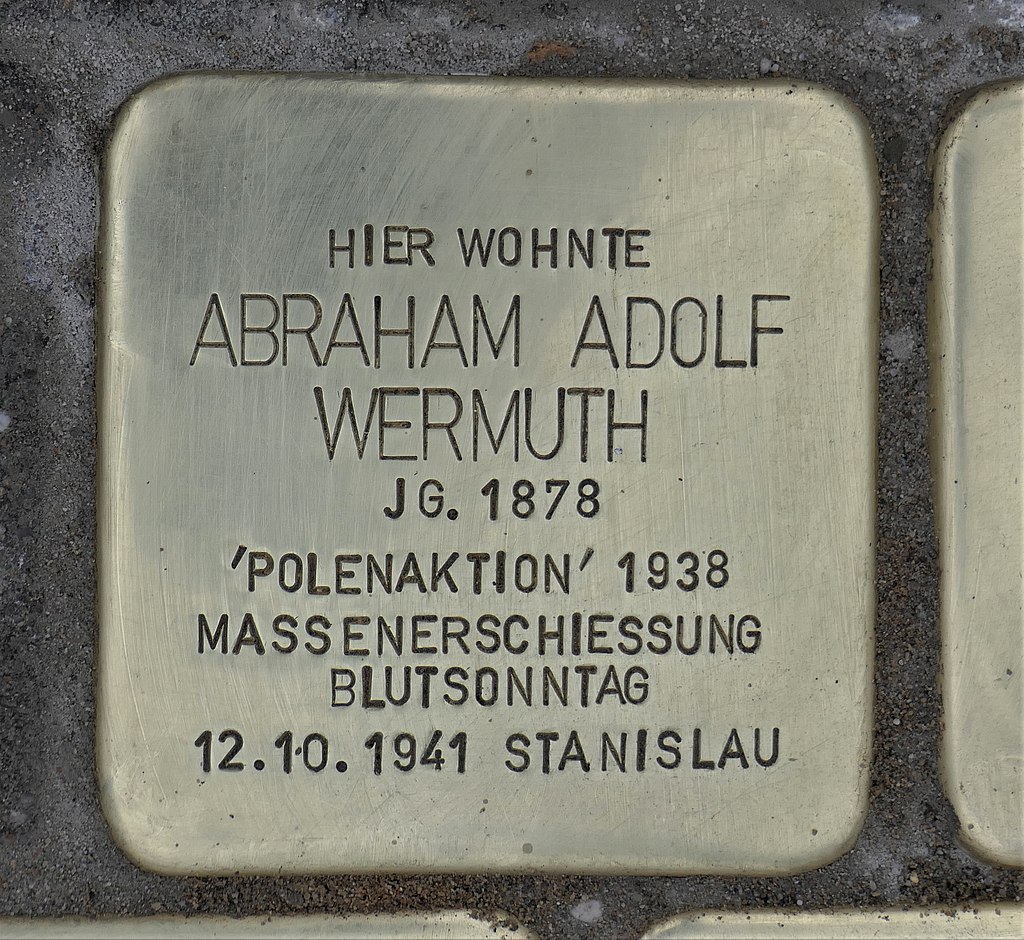 HIER WOHNTE
ABRAHAM ADOLF
WERMUTH
JG. 1878
'POLENAKTION' 1938
MASSENERSCHIESSUNG
BLUTSONNTAG
12.10.1941 STANISLAU